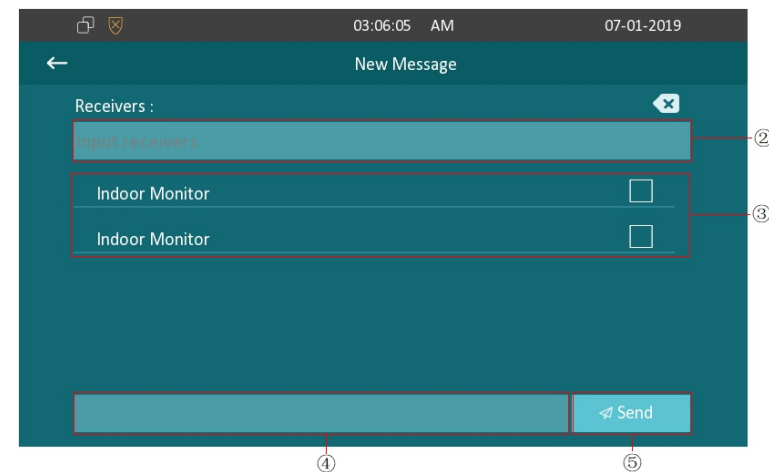 03:06:05 AM 07-01-2019
New Message
Receivers :
Input receivers
②
Indoor Monitor
③
Indoor Monitor
Send
④
⑤